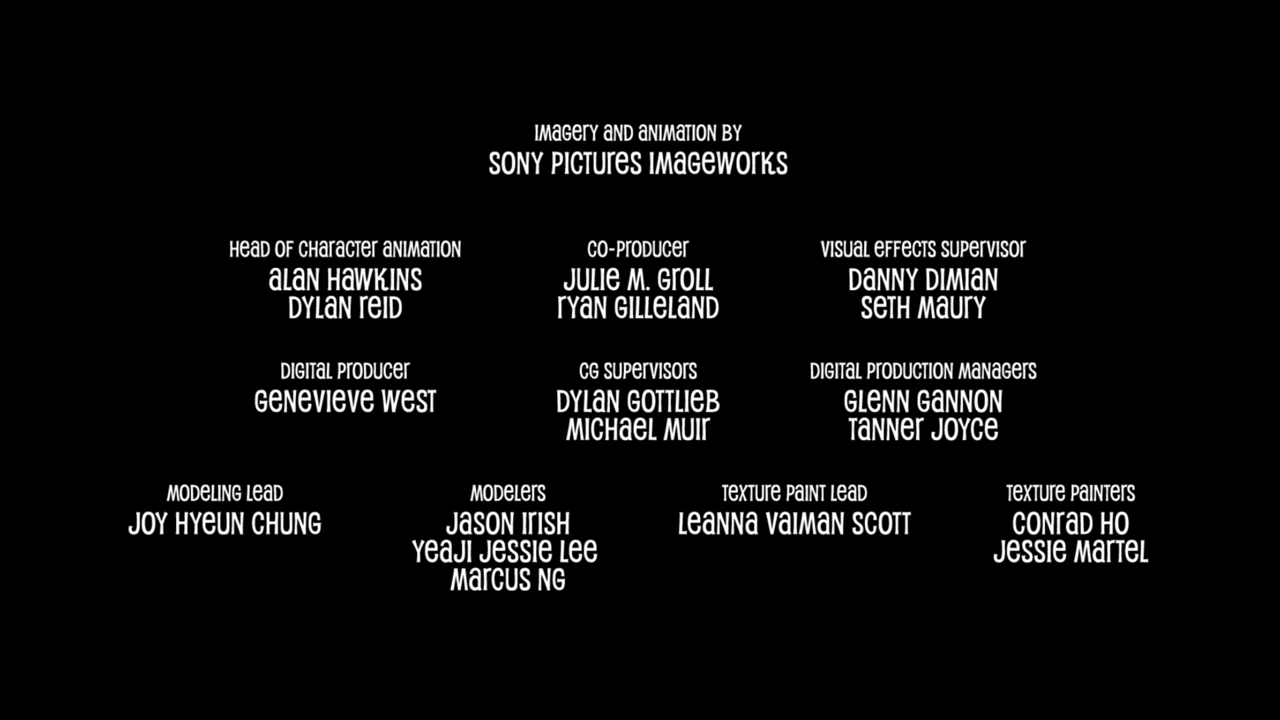 IMAGERY AND ANIMATION BY
SONY PICTURES IMAGEWORKS
HEAD OF CHARACTER ANIMATION
ALAN HAWKINS
DYLAN REID
CO-PRODUCER
JULIE M. GROLL
RYAN GILLELAND
VISUAL EFFECTS SUPERVISOR
DANNY DIMIAN
SETH MAURY
DIGITAL PRODUCER
GENEVIEVE WEST
CG SUPERVISORS
DYLAN GOTTLIEB
MICHAEL MUIR
DIGITAL PRODUCTION MANAGERS
GLENN GANNON
TANNER JOYCE
MODELING LEAD
JOY HYEUN CHUNG
MODELERS
JASON IRISH
YEAJI JESSIE LEE
MARCUS NG
TEXTURE PAINT LEAD
LEANNA VAIMAN SCOTT
TEXTURE PAINTERS
CONRAD HO
JESSIE MARTEL